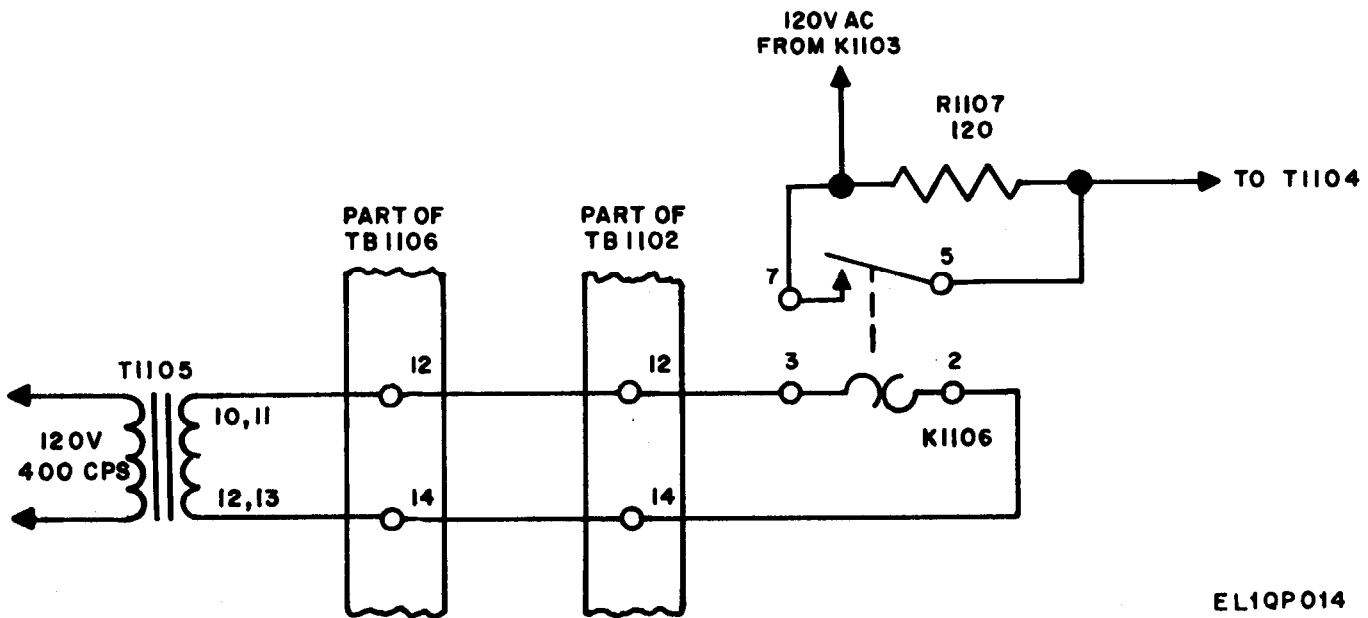 120V AC
FROM K1103
R1107
120
TO T1104
PART OF
TB1106
PART OF
TB1102
7
5
T1105
12
12
3
2
10,11
120V
400 CPS
K1106
12,13
14
14
EL1QP014